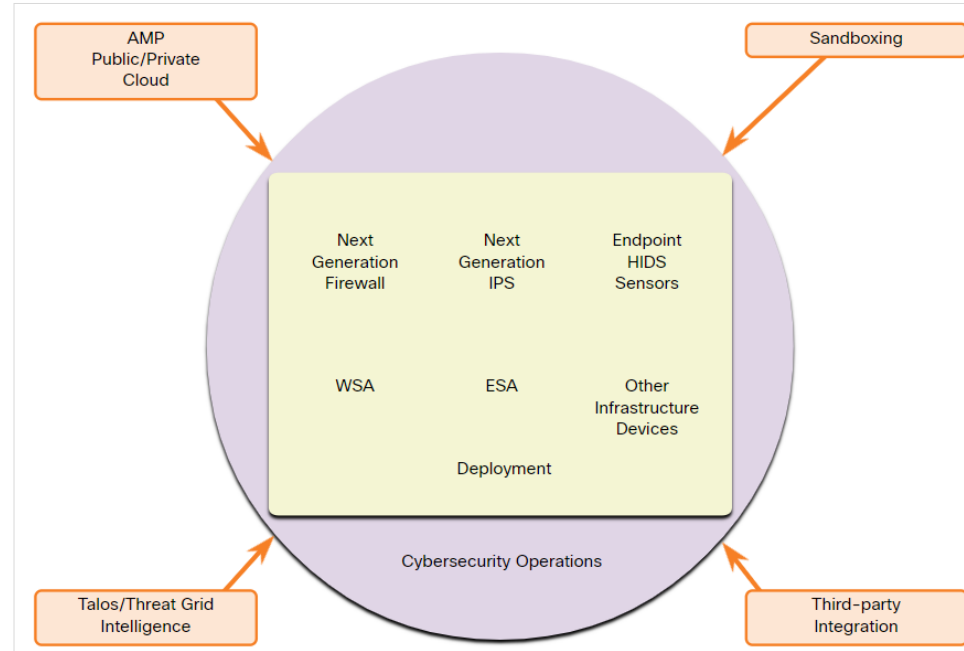 AMP
Public/Private
Cloud
Sandboxing
Next
Generation
Firewall
Next
Generation
IPS
Endpoint
HIDS
Sensors
WSA
ESA
Other
Infrastructure
Devices
Deployment
Cybersecurity Operations
Talos/Threat Grid
Intelligence
Third-party
Integration